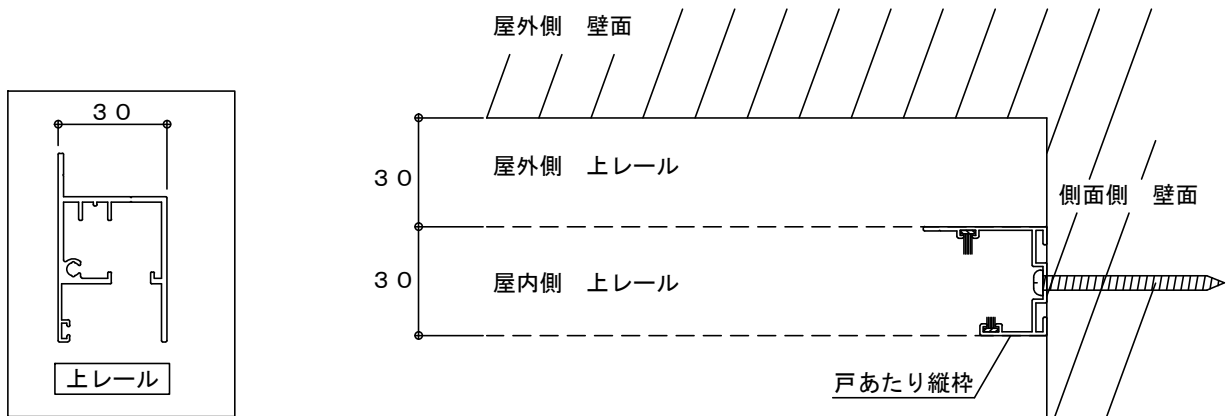 ３０
上レール
屋外側　壁面
３０
屋外側　上レール
側面側　壁面
３０
屋内側　上レール
戸あたり縦枠